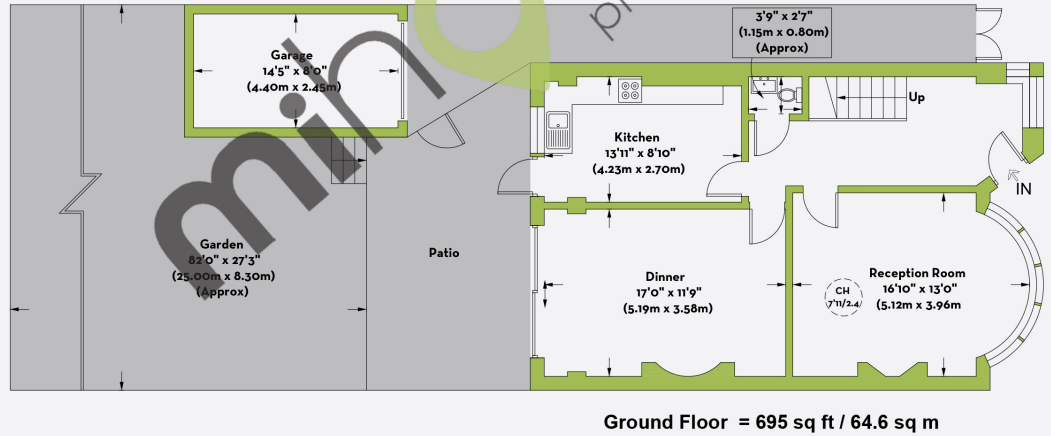 3'9" x 2'7"
(1.15m x 0.80m)
(Approx)
Garage
14'5" x 8'0"
(4.40m x 2.45m)
Up
Kitchen
13'11" x 8'10"
(4.23m x 2.70m)
IN
Garden
82'0" x 27'3"
(25.00m x 8.30m)
(Approx)
Patio
Dinner
17'0" x 11'9"
(5.19m x 3.58m)
CH
7'11/2.4
Reception Room
16'10" x 13'0"
(5.12m x 3.96m
Ground Floor = 695 sq ft / 64.6 sq m